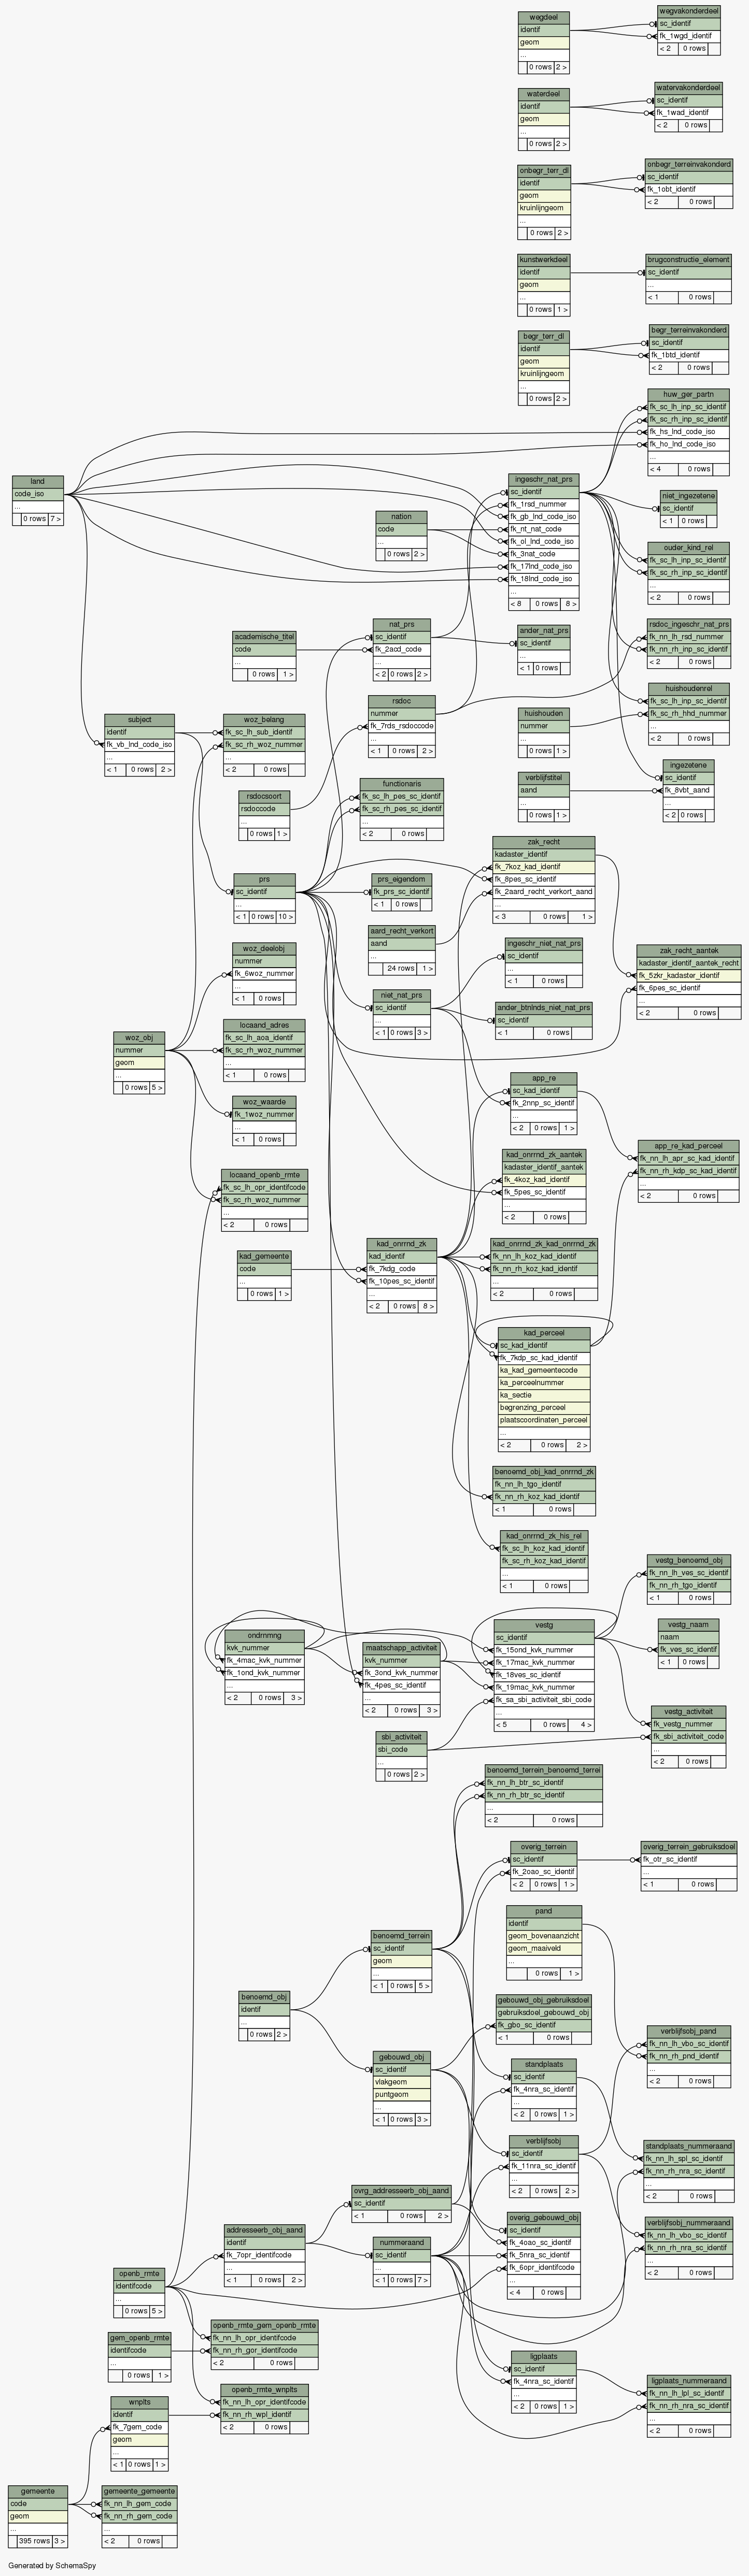 wegdeel
identif
geom
...
0 rows 2 >
wegvakonderdeel
sc_identif
fk_1wgd_identif
< 2 0 rows
waterdeel
identif
geom
...
0 rows 2 >
watervakonderdeel
sc_identif
fk_1wad_identif
< 2 0 rows
onbegr_terr_dl
identif
geom
kruinlijngeom
...
0 rows 2 >
onbegr_terreinvakonderd
sc_identif
fk_1obt_identif
< 2 0 rows
kunstwerkdeel
identif
geom
...
0 rows 1 >
brugconstructie_element
sc_identif
...
< 1 0 rows
begr_terr_dl
identif
geom
kruinlijngeom
...
0 rows 2 >
begr_terreinvakonderd
sc_identif
fk_1btd_identif
< 2 0 rows
huw_ger_partn
fk_sc_lh_inp_sc_identif
fk_sc_rh_inp_sc_identif
fk_hs_lnd_code_iso
fk_ho_lnd_code_iso
...
< 4 0 rows
land
code_iso
...
0 rows 7 >
nation
code
...
0 rows 2 >
ingeschr_nat_prs
sc_identif
fk_1rsd_nummer
fk_gb_lnd_code_iso
fk_nt_nat_code
fk_ol_lnd_code_iso
fk_3nat_code
fk_17lnd_code_iso
fk_18lnd_code_iso
...
< 8 0 rows 8 >
niet_ingezetene
sc_identif
< 1 0 rows
ouder_kind_rel
fk_sc_lh_inp_sc_identif
fk_sc_rh_inp_sc_identif
...
< 2 0 rows
academische_titel
code
...
0 rows 1 >
nat_prs
sc_identif
fk_2acd_code
...
< 2 0 rows 2 >
ander_nat_prs
sc_identif
...
< 1 0 rows
rsdoc_ingeschr_nat_prs
fk_nn_lh_rsd_nummer
fk_nn_rh_inp_sc_identif
< 2 0 rows
subject
identif
fk_vb_lnd_code_iso
...
< 1 0 rows 2 >
woz_belang
fk_sc_lh_sub_identif
fk_sc_rh_woz_nummer
...
< 2 0 rows
rsdoc
nummer
fk_7rds_rsdoccode
...
< 1 0 rows 2 >
huishouden
nummer
...
0 rows 1 >
huishoudenrel
fk_sc_lh_inp_sc_identif
fk_sc_rh_hhd_nummer
...
< 2 0 rows
rsdocsoort
rsdoccode
...
0 rows 1 >
functionaris
fk_sc_lh_pes_sc_identif
fk_sc_rh_pes_sc_identif
...
< 2 0 rows
verblijfstitel
aand
...
0 rows 1 >
ingezetene
sc_identif
fk_8vbt_aand
...
< 2 0 rows
prs
sc_identif
...
< 1 0 rows 10 >
prs_eigendom
fk_prs_sc_identif
< 1 0 rows
zak_recht
kadaster_identif
fk_7koz_kad_identif
fk_8pes_sc_identif
fk_2aard_recht_verkort_aand
...
< 3 0 rows 1 >
aard_recht_verkort
aand
...
24 rows 1 >
woz_deelobj
nummer
fk_6woz_nummer
...
< 1 0 rows
ingeschr_niet_nat_prs
sc_identif
...
< 1 0 rows
zak_recht_aantek
kadaster_identif_aantek_recht
fk_5zkr_kadaster_identif
fk_6pes_sc_identif
...
< 2 0 rows
niet_nat_prs
sc_identif
...
< 1 0 rows 3 >
ander_btnlnds_niet_nat_prs
sc_identif
< 1 0 rows
woz_obj
nummer
geom
...
0 rows 5 >
locaand_adres
fk_sc_lh_aoa_identif
fk_sc_rh_woz_nummer
...
< 1 0 rows
app_re
sc_kad_identif
fk_2nnp_sc_identif
...
< 2 0 rows 1 >
woz_waarde
fk_1woz_nummer
...
< 1 0 rows
app_re_kad_perceel
fk_nn_lh_apr_sc_kad_identif
fk_nn_rh_kdp_sc_kad_identif
...
< 2 0 rows
kad_onrrnd_zk_aantek
kadaster_identif_aantek
fk_4koz_kad_identif
fk_5pes_sc_identif
...
< 2 0 rows
locaand_openb_rmte
fk_sc_lh_opr_identifcode
fk_sc_rh_woz_nummer
...
< 2 0 rows
kad_gemeente
code
...
0 rows 1 >
kad_onrrnd_zk
kad_identif
fk_7kdg_code
fk_10pes_sc_identif
...
< 2 0 rows 8 >
kad_onrrnd_zk_kad_onrrnd_zk
fk_nn_lh_koz_kad_identif
fk_nn_rh_koz_kad_identif
...
< 2 0 rows
kad_perceel
sc_kad_identif
fk_7kdp_sc_kad_identif
ka_kad_gemeentecode
ka_perceelnummer
ka_sectie
begrenzing_perceel
plaatscoordinaten_perceel
...
< 2 0 rows 2 >
benoemd_obj_kad_onrrnd_zk
fk_nn_lh_tgo_identif
fk_nn_rh_koz_kad_identif
< 1 0 rows
kad_onrrnd_zk_his_rel
fk_sc_lh_koz_kad_identif
fk_sc_rh_koz_kad_identif
...
< 1 0 rows
vestg_benoemd_obj
fk_nn_lh_ves_sc_identif
fk_nn_rh_tgo_identif
< 1 0 rows
ondrnmng
kvk_nummer
fk_4mac_kvk_nummer
fk_1ond_kvk_nummer
...
< 2 0 rows 3 >
maatschapp_activiteit
kvk_nummer
fk_3ond_kvk_nummer
fk_4pes_sc_identif
...
< 2 0 rows 3 >
vestg
sc_identif
fk_15ond_kvk_nummer
fk_17mac_kvk_nummer
fk_18ves_sc_identif
fk_19mac_kvk_nummer
fk_sa_sbi_activiteit_sbi_code
...
< 5 0 rows 4 >
vestg_naam
naam
fk_ves_sc_identif
< 1 0 rows
vestg_activiteit
fk_vestg_nummer
fk_sbi_activiteit_code
...
< 2 0 rows
sbi_activiteit
sbi_code
...
0 rows 2 >
benoemd_terrein_benoemd_terrei
fk_nn_lh_btr_sc_identif
fk_nn_rh_btr_sc_identif
...
< 2 0 rows
overig_terrein
sc_identif
fk_2oao_sc_identif
< 2 0 rows 1 >
overig_terrein_gebruiksdoel
fk_otr_sc_identif
...
< 1 0 rows
pand
identif
geom_bovenaanzicht
geom_maaiveld
...
0 rows 1 >
benoemd_terrein
sc_identif
geom
...
< 1 0 rows 5 >
benoemd_obj
identif
...
0 rows 2 >
gebouwd_obj_gebruiksdoel
gebruiksdoel_gebouwd_obj
fk_gbo_sc_identif
< 1 0 rows
verblijfsobj_pand
fk_nn_lh_vbo_sc_identif
fk_nn_rh_pnd_identif
...
< 2 0 rows
gebouwd_obj
sc_identif
vlakgeom
puntgeom
...
< 1 0 rows 3 >
standplaats
sc_identif
fk_4nra_sc_identif
...
< 2 0 rows 1 >
verblijfsobj
sc_identif
fk_11nra_sc_identif
...
< 2 0 rows 2 >
standplaats_nummeraand
fk_nn_lh_spl_sc_identif
fk_nn_rh_nra_sc_identif
...
< 2 0 rows
ovrg_addresseerb_obj_aand
sc_identif
< 1 0 rows 2 >
overig_gebouwd_obj
sc_identif
fk_4oao_sc_identif
fk_5nra_sc_identif
fk_6opr_identifcode
...
< 4 0 rows
verblijfsobj_nummeraand
fk_nn_lh_vbo_sc_identif
fk_nn_rh_nra_sc_identif
...
< 2 0 rows
addresseerb_obj_aand
identif
fk_7opr_identifcode
...
< 1 0 rows 2 >
nummeraand
sc_identif
...
< 1 0 rows 7 >
openb_rmte
identifcode
...
0 rows 5 >
openb_rmte_gem_openb_rmte
fk_nn_lh_opr_identifcode
fk_nn_rh_gor_identifcode
< 2 0 rows
gem_openb_rmte
identifcode
...
0 rows 1 >
ligplaats
sc_identif
fk_4nra_sc_identif
...
< 2 0 rows 1 >
ligplaats_nummeraand
fk_nn_lh_lpl_sc_identif
fk_nn_rh_nra_sc_identif
...
< 2 0 rows
openb_rmte_wnplts
fk_nn_lh_opr_identifcode
fk_nn_rh_wpl_identif
< 2 0 rows
wnplts
identif
fk_7gem_code
geom
...
< 1 0 rows 1 >
gemeente
code
geom
...
395 rows 3 >
gemeente_gemeente
fk_nn_lh_gem_code
fk_nn_rh_gem_code
...
< 2 0 rows
Generated by SchemaSpy